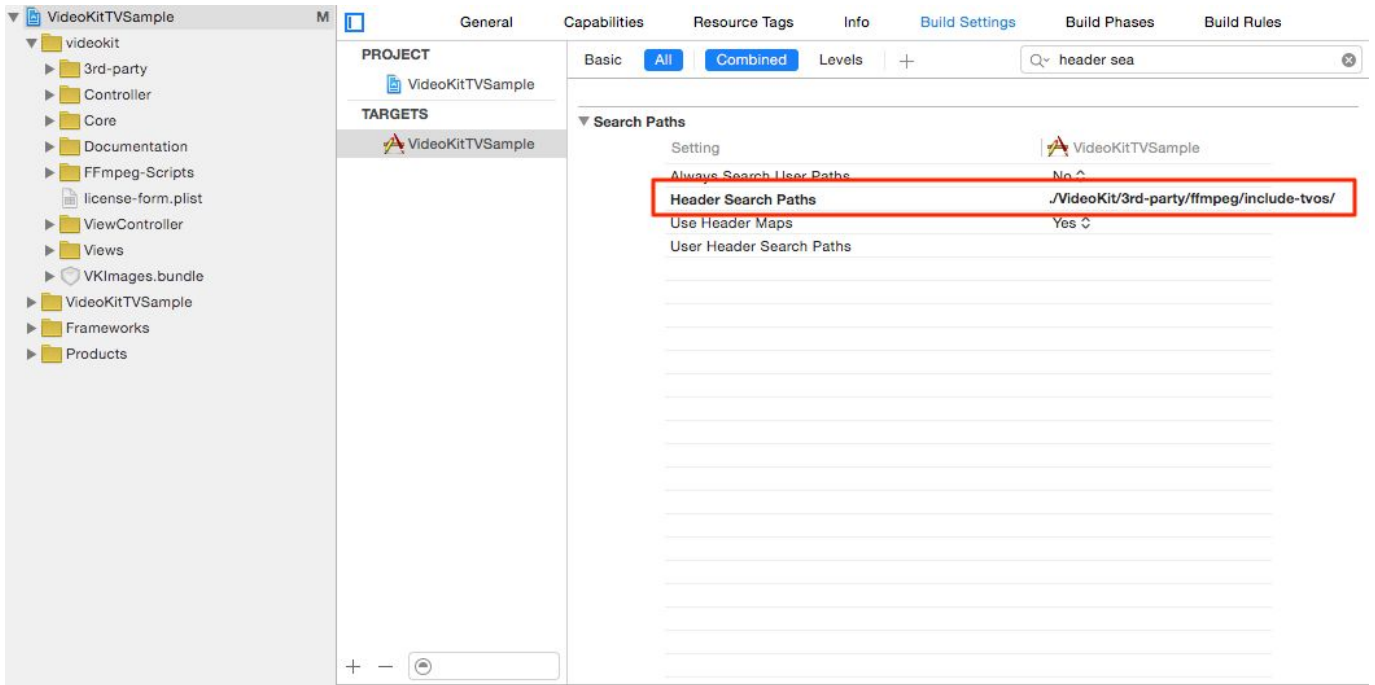 VideoKitTVSample M
videokit
3rd-party
Controller
Core
Documentation
FFmpeg-Scripts
license-form.plist
ViewController
Views
VKImages.bundle
VideoKitTVSample
Frameworks
Products
General Capabilities Resource Tags Info Build Settings Build Phases Build Rules
PROJECT
VideoKitTVSample
TARGETS
VideoKitTVSample
Basic All Combined Levels + header sea
Search Paths
Setting VideoKitTVSample
Always Search User Paths No
Header Search Paths ./VideoKit/3rd-party/ffmpeg/include-tvos/
Use Header Maps Yes
User Header Search Paths
+ −